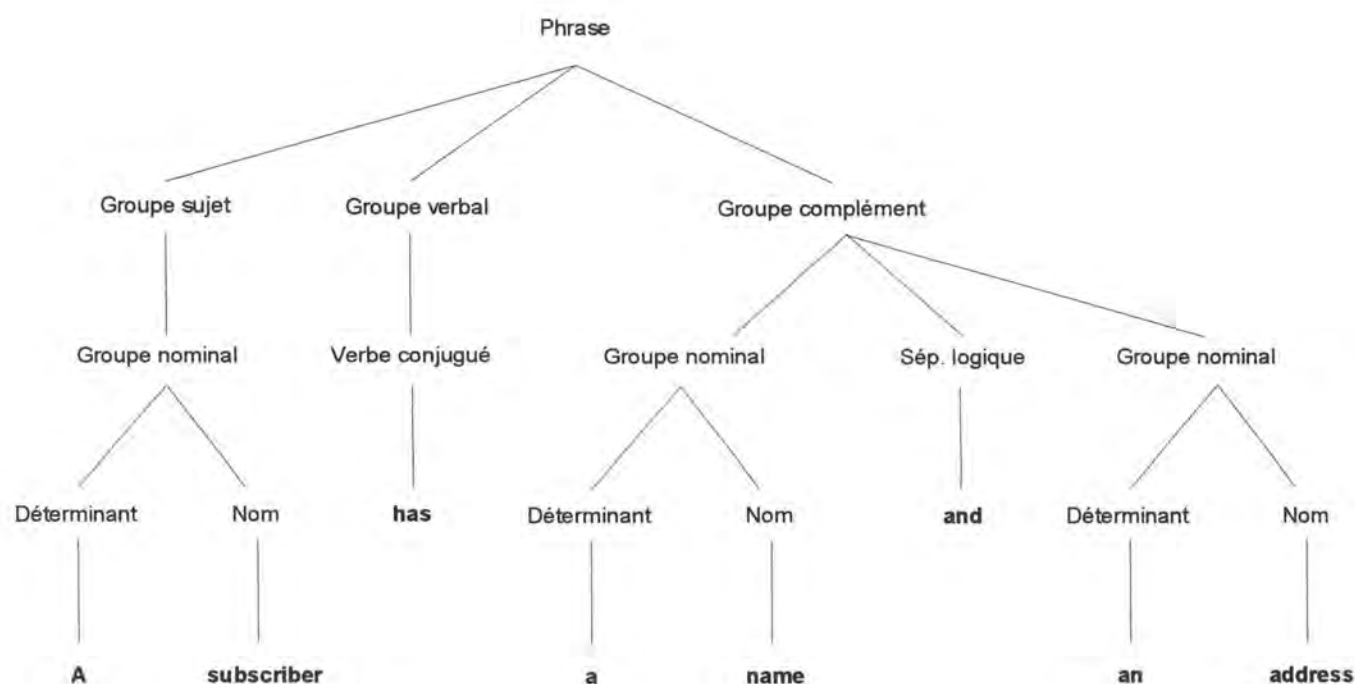 Phrase
Groupe sujet Groupe verbal Groupe complément
Groupe nominal Verbe conjugué Groupe nominal Sép. logique Groupe nominal
Déterminant Nom has Déterminant Nom and Déterminant Nom
A subscriber a name an address